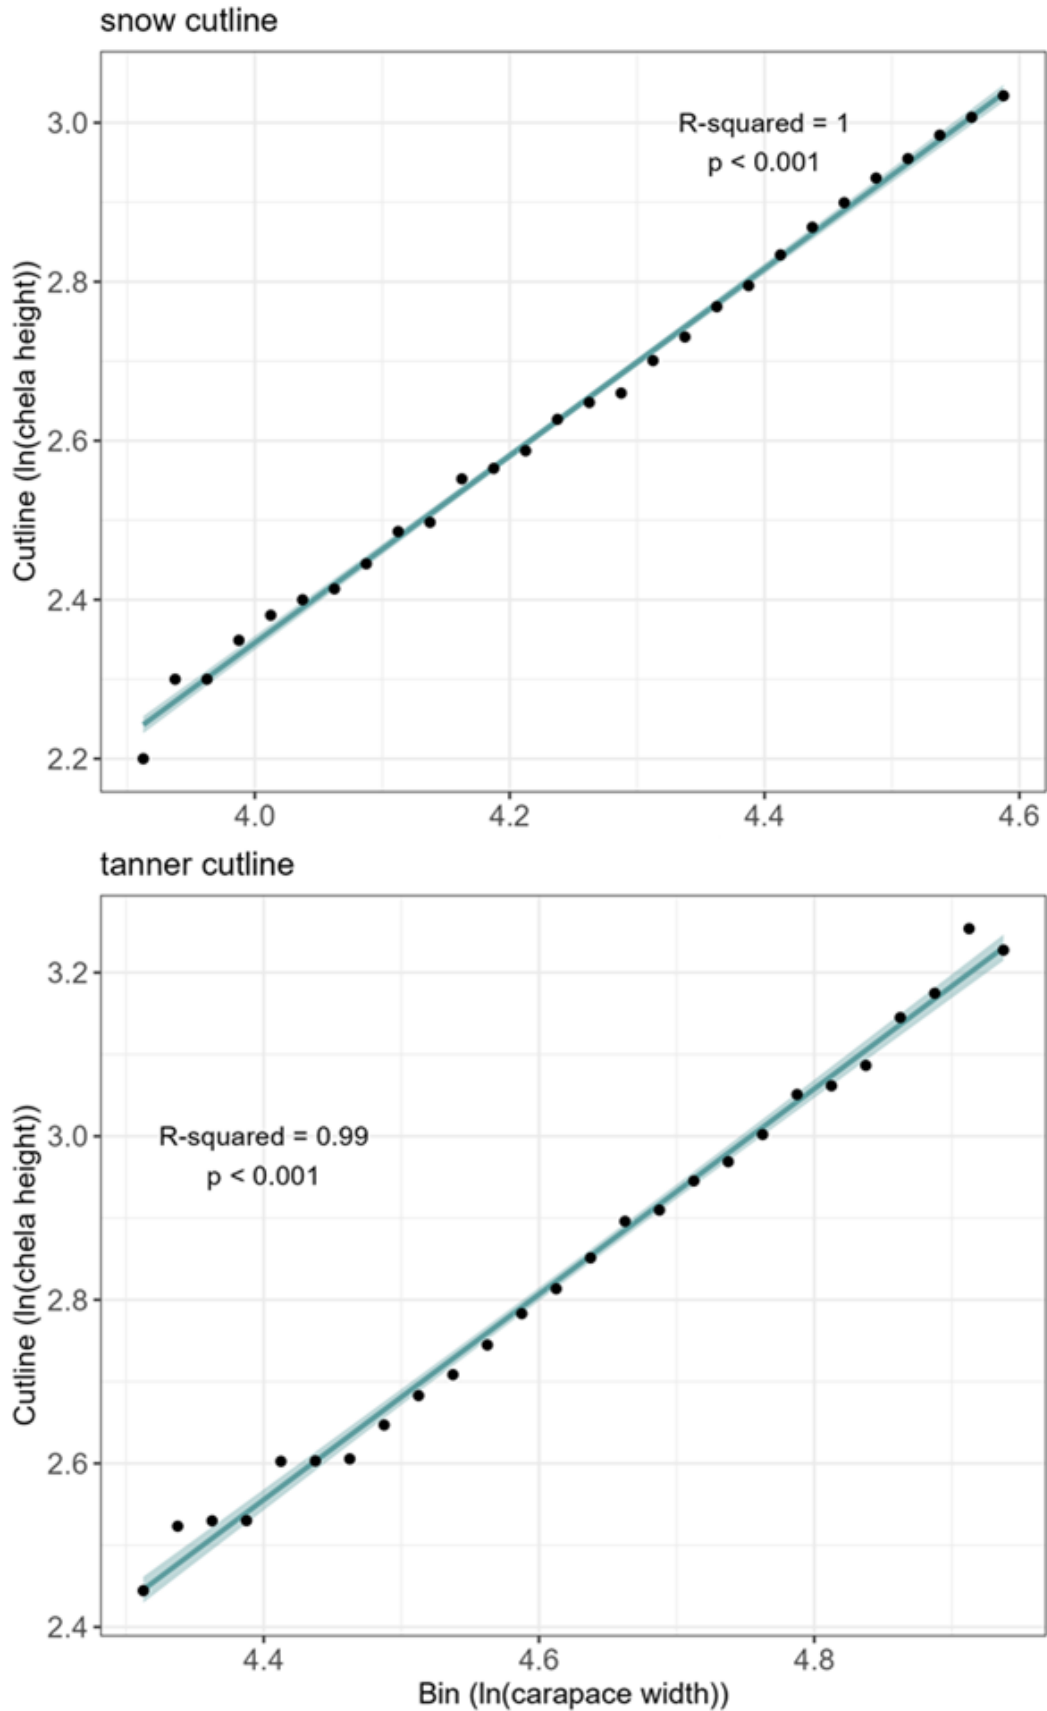 snow cutline
Cutline (ln(chela height))
3.0
2.8
2.6
2.4
2.2
R-squared = 1
p < 0.001
4.0 4.2 4.4 4.6
tanner cutline
Cutline (ln(chela height))
3.2
3.0
2.8
2.6
2.4
R-squared = 0.99
p < 0.001
4.4 4.6 4.8
Bin (ln(carapace width))